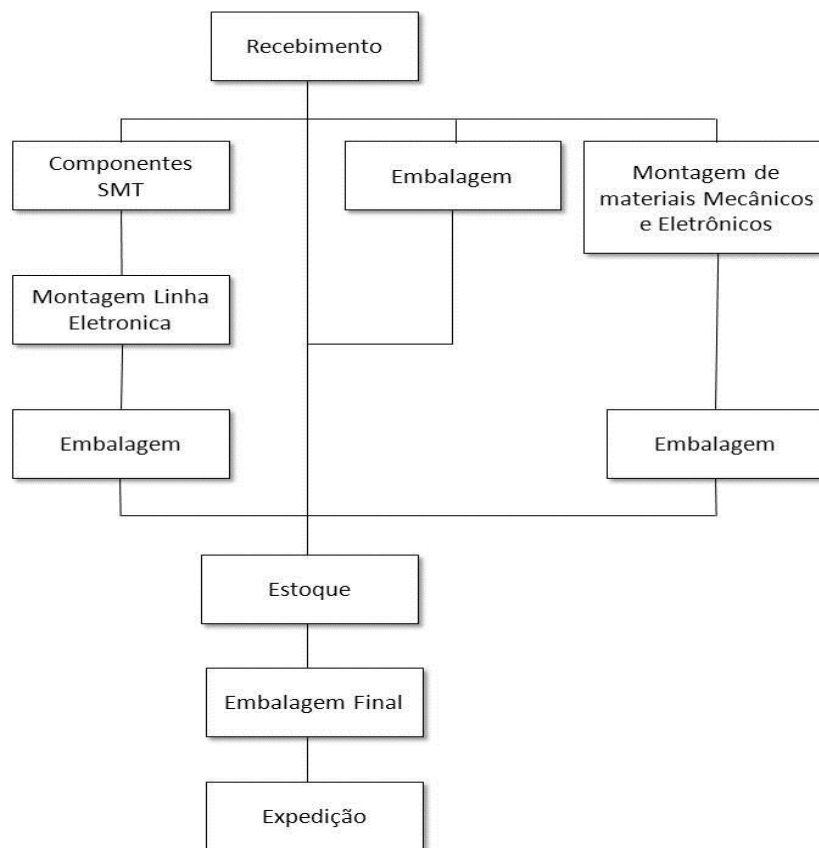 Recebimento
Componentes
SMT
Embalagem
Montagem de
materiais Mecânicos
e Eletrônicos
Montagem Linha
Eletronica
Embalagem
Embalagem
Estoque
Embalagem Final
Expedição